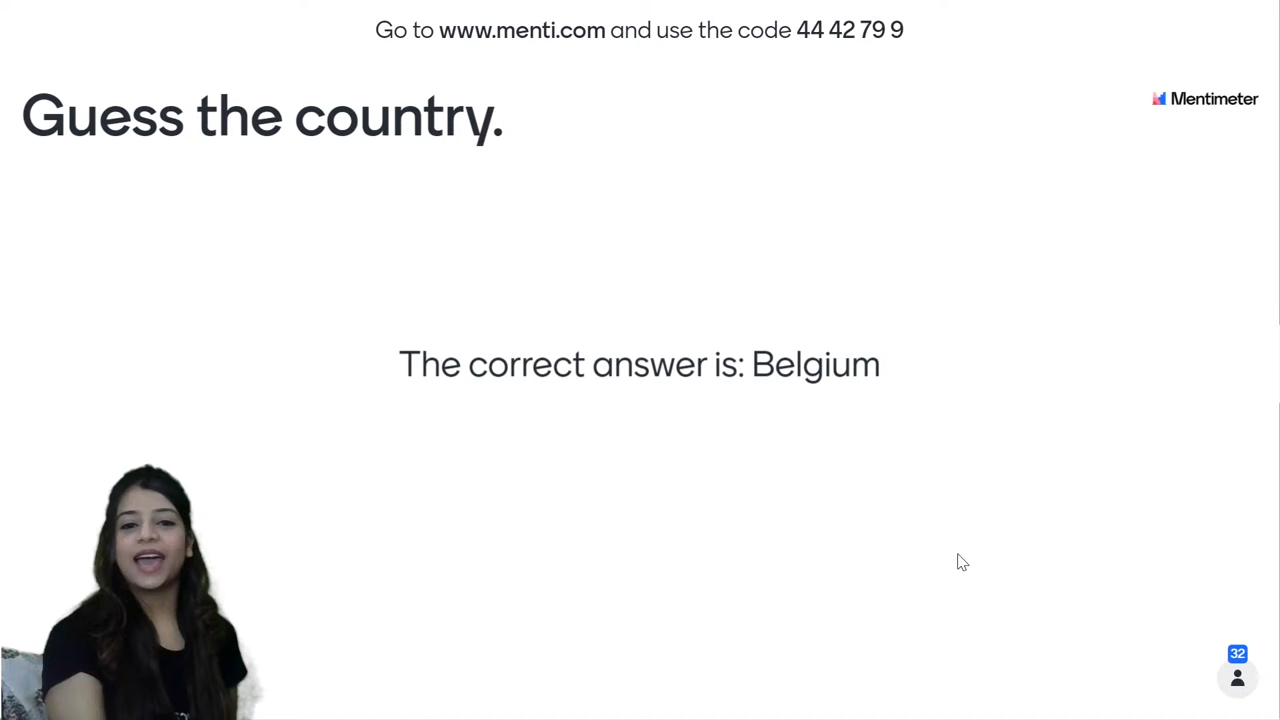 Go to www.menti.com and use the code 44 42 79 9
Guess the country.
Mentimeter
The correct answer is: Belgium
32